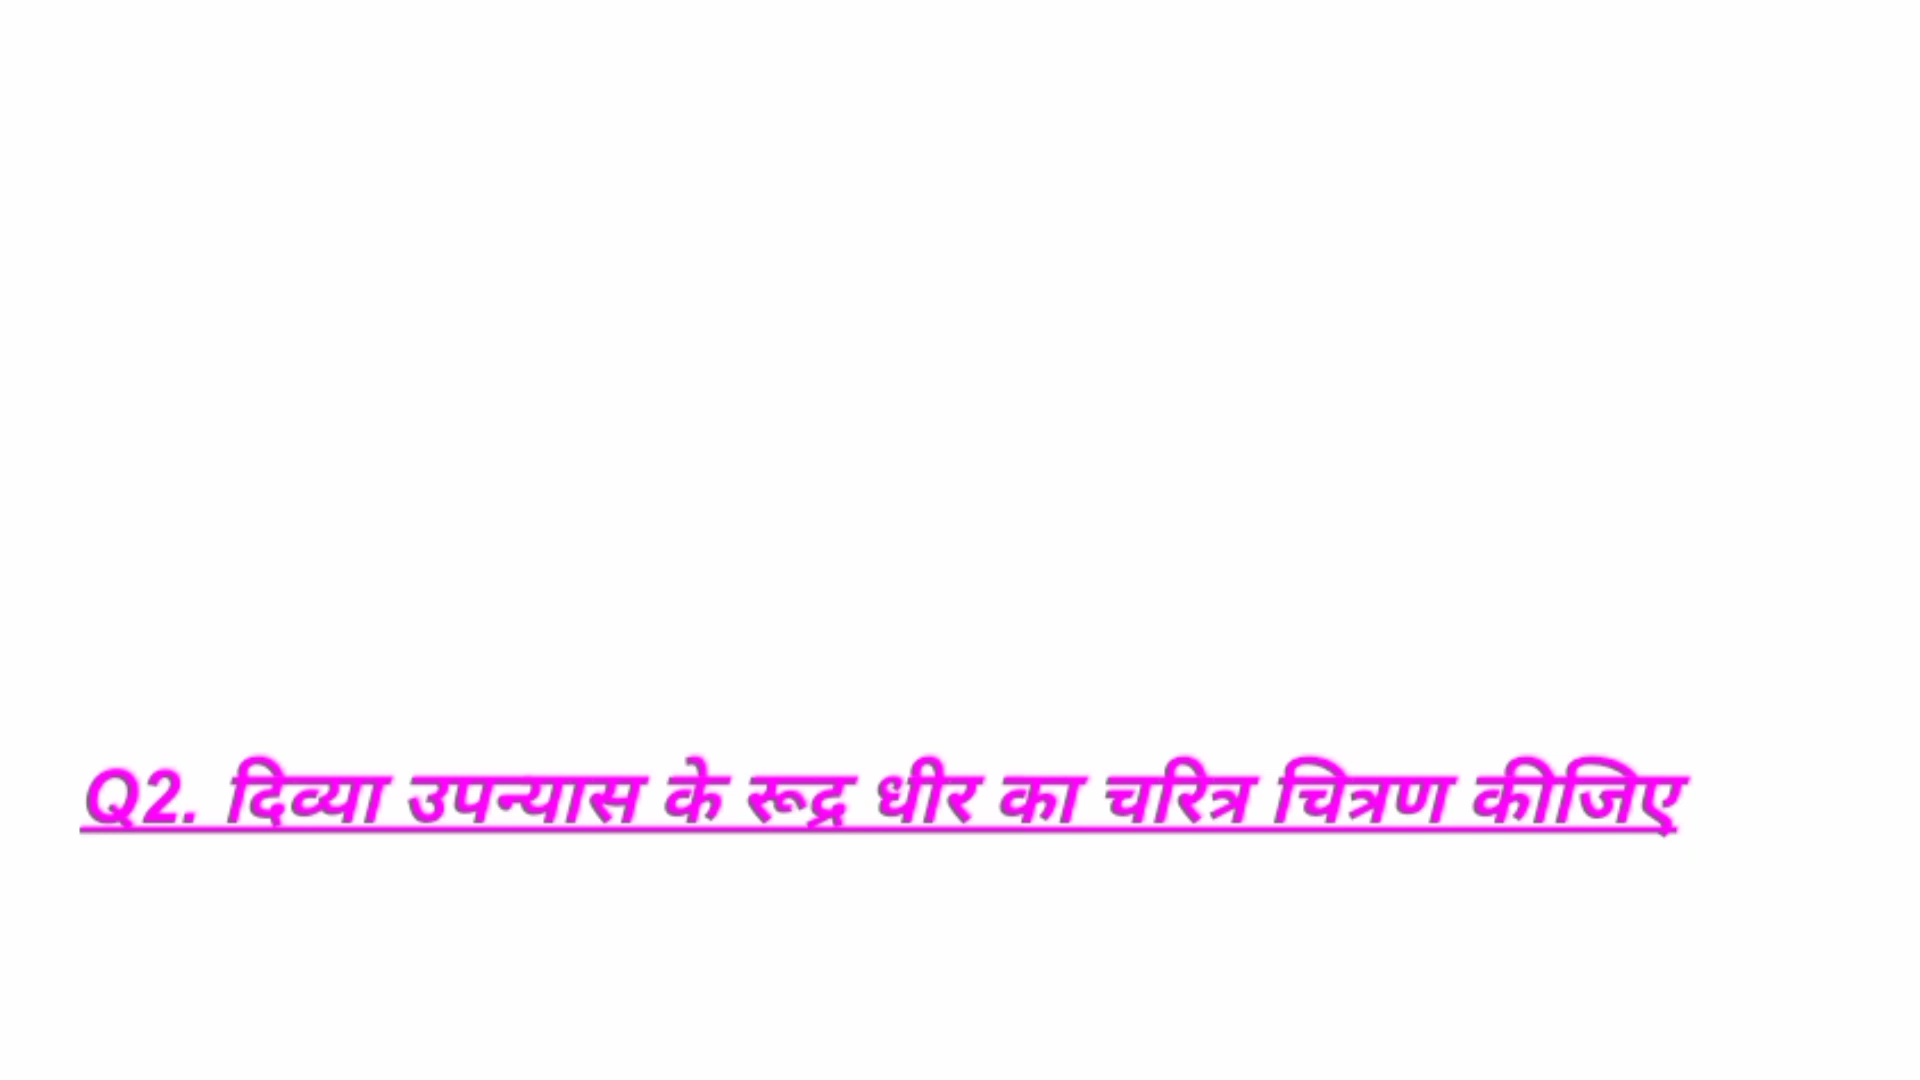 Q2. दिव्या उपन्यास के रूद्र धीर का चरित्र चित्रण कीजिए